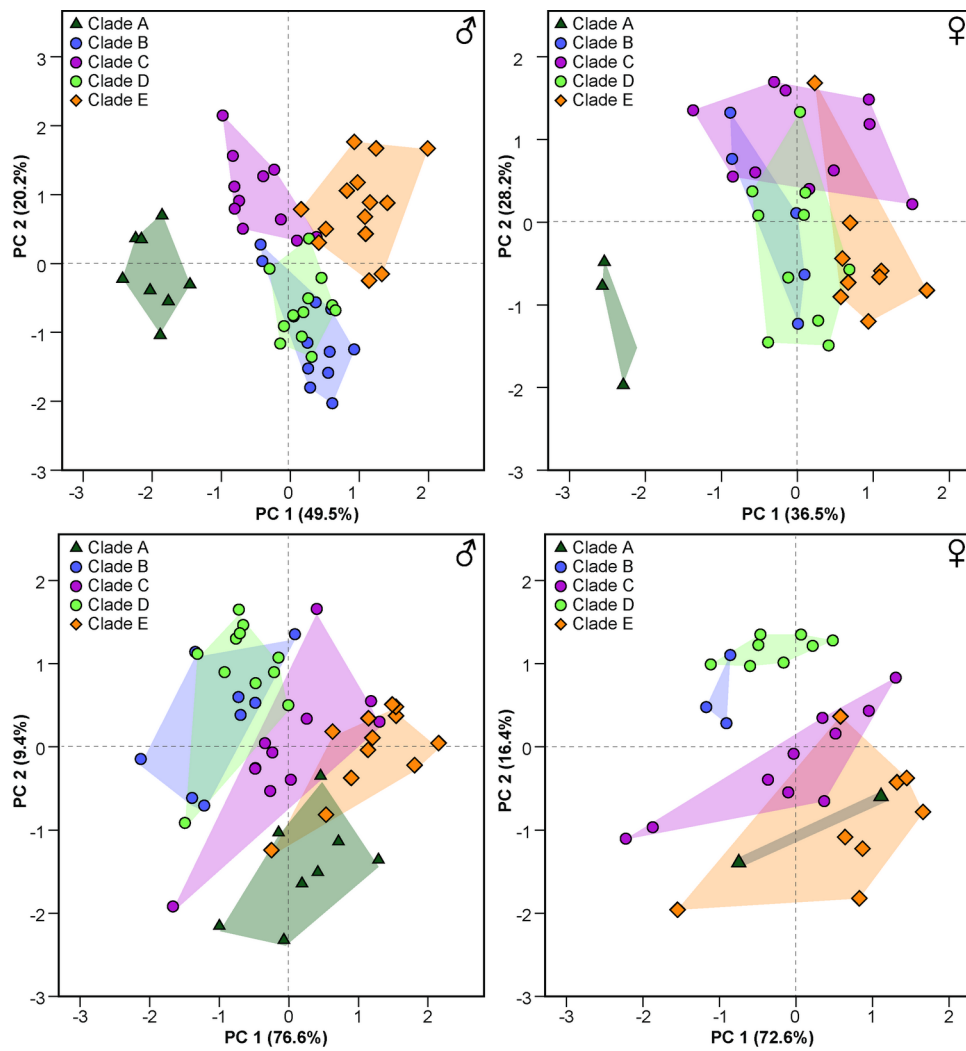 Clade A
Clade B
Clade C
Clade D
Clade E
♂
3
2
1
0
-1
-2
-3
PC 2 (20.2%)
-3
-2
-1
0
1
2
PC 1 (49.5%)
Clade A
Clade B
Clade C
Clade D
Clade E
♀
2
1
0
-1
-2
-3
PC 2 (28.2%)
-3
-2
-1
0
1
2
PC 1 (36.5%)
Clade A
Clade B
Clade C
Clade D
Clade E
♂
2
1
0
-1
-2
-3
PC 2 (9.4%)
-3
-2
-1
0
1
2
PC 1 (76.6%)
Clade A
Clade B
Clade C
Clade D
Clade E
♀
2
1
0
-1
-2
-3
PC 2 (16.4%)
-3
-2
-1
0
1
2
PC 1 (72.6%)